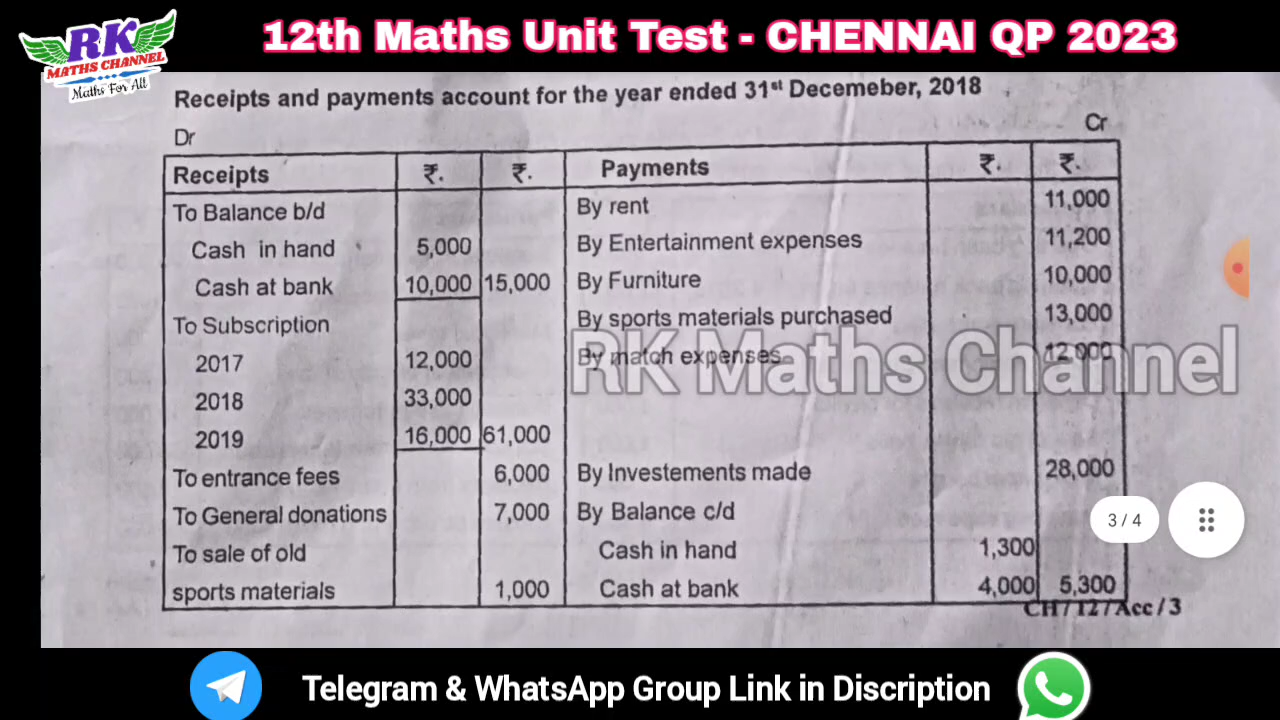 RK
MATHS CHANNEL
Maths For All
12th Maths Unit Test - CHENNAI QP 2023
Receipts and payments account for the year ended 31st Decemeber, 2018
Dr Cr
Receipts ₹. ₹. Payments ₹. ₹.
To Balance b/d By rent 11,000
Cash in hand 5,000 By Entertainment expenses 11,200
Cash at bank 10,000 15,000 By Furniture 10,000
To Subscription By sports materials purchased 13,000
2017 12,000 By match expenses 12,000
2018 33,000
2019 16,000 61,000
To entrance fees 6,000 By Investements made 28,000
To General donations 7,000 By Balance c/d
To sale of old Cash in hand 1,300
sports materials 1,000 Cash at bank 4,000 5,300
CH/12/Acc/3
RK Maths Channel
3 / 4
Telegram & WhatsApp Group Link in Discription